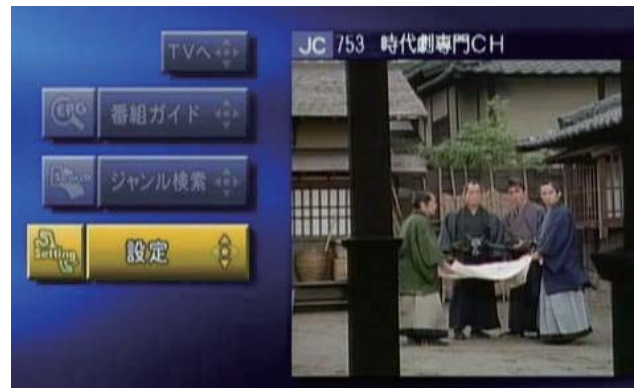 TVへ
EPG
番組ガイド
Search
ジャンル検索
Setting
設定
JC 753 時代劇専門CH